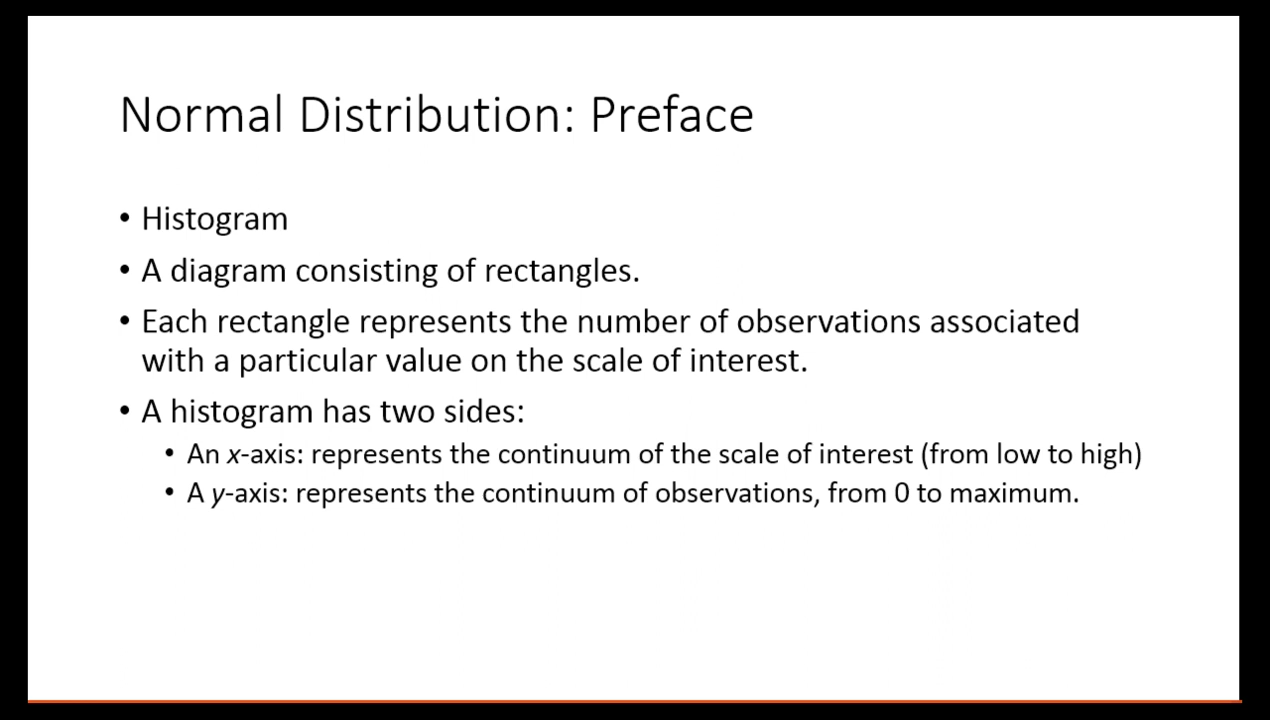 Normal Distribution: Preface
• Histogram
• A diagram consisting of rectangles.
• Each rectangle represents the number of observations associated
with a particular value on the scale of interest.
• A histogram has two sides:
• An x-axis: represents the continuum of the scale of interest (from low to high)
• A y-axis: represents the continuum of observations, from 0 to maximum.